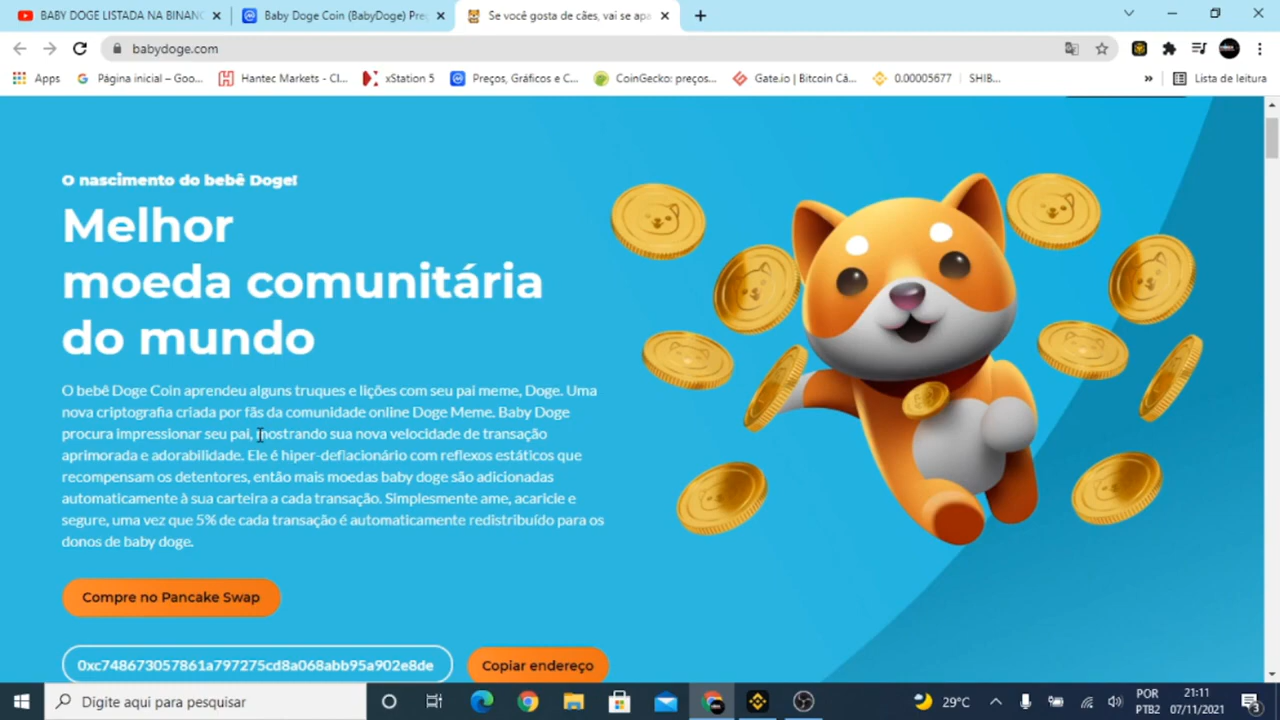 BABY DOGE LISTADA NA BINANC
Baby Doge Coin (BabyDoge) Pre
Se você gosta de cães, vai se apa
babydoge.com
Apps
Página inicial – Goo...
Hantec Markets - Cl...
xStation 5
Preços, Gráficos e C...
CoinGecko: preços...
Gate.io | Bitcoin Câ...
0.00005677 | SHIB...
»
Lista de leitura
O nascimento do bebê Doge!
Melhor
moeda comunitária
do mundo
O bebê Doge Coin aprendeu alguns truques e lições com seu pai meme, Doge. Uma
nova criptografia criada por fãs da comunidade online Doge Meme. Baby Doge
procura impressionar seu pai, mostrando sua nova velocidade de transação
aprimorada e adorabilidade. Ele é hiper-deflacionário com reflexos estáticos que
recompensam os detentores, então mais moedas baby doge são adicionadas
automaticamente à sua carteira a cada transação. Simplesmente ame, acaricie e
segure, uma vez que 5% de cada transação é automaticamente redistribuído para os
donos de baby doge.
Compre no Pancake Swap
0xc748673057861a797275cd8a068abb95a902e8de
Copiar endereço
Digite aqui para pesquisar
29°C
POR
PTB2
21:11
07/11/2021
3